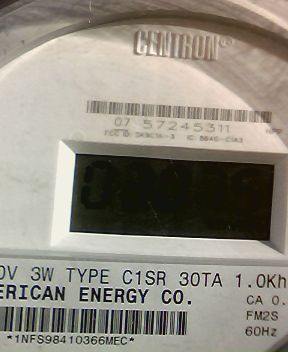 CENTRON®
07 57245311
0V 3W TYPE C1SR 30TA 1.0Kh
ERICAN ENERGY CO.
CA 0.
FM2S
60Hz
*1NFS98410366MEC*